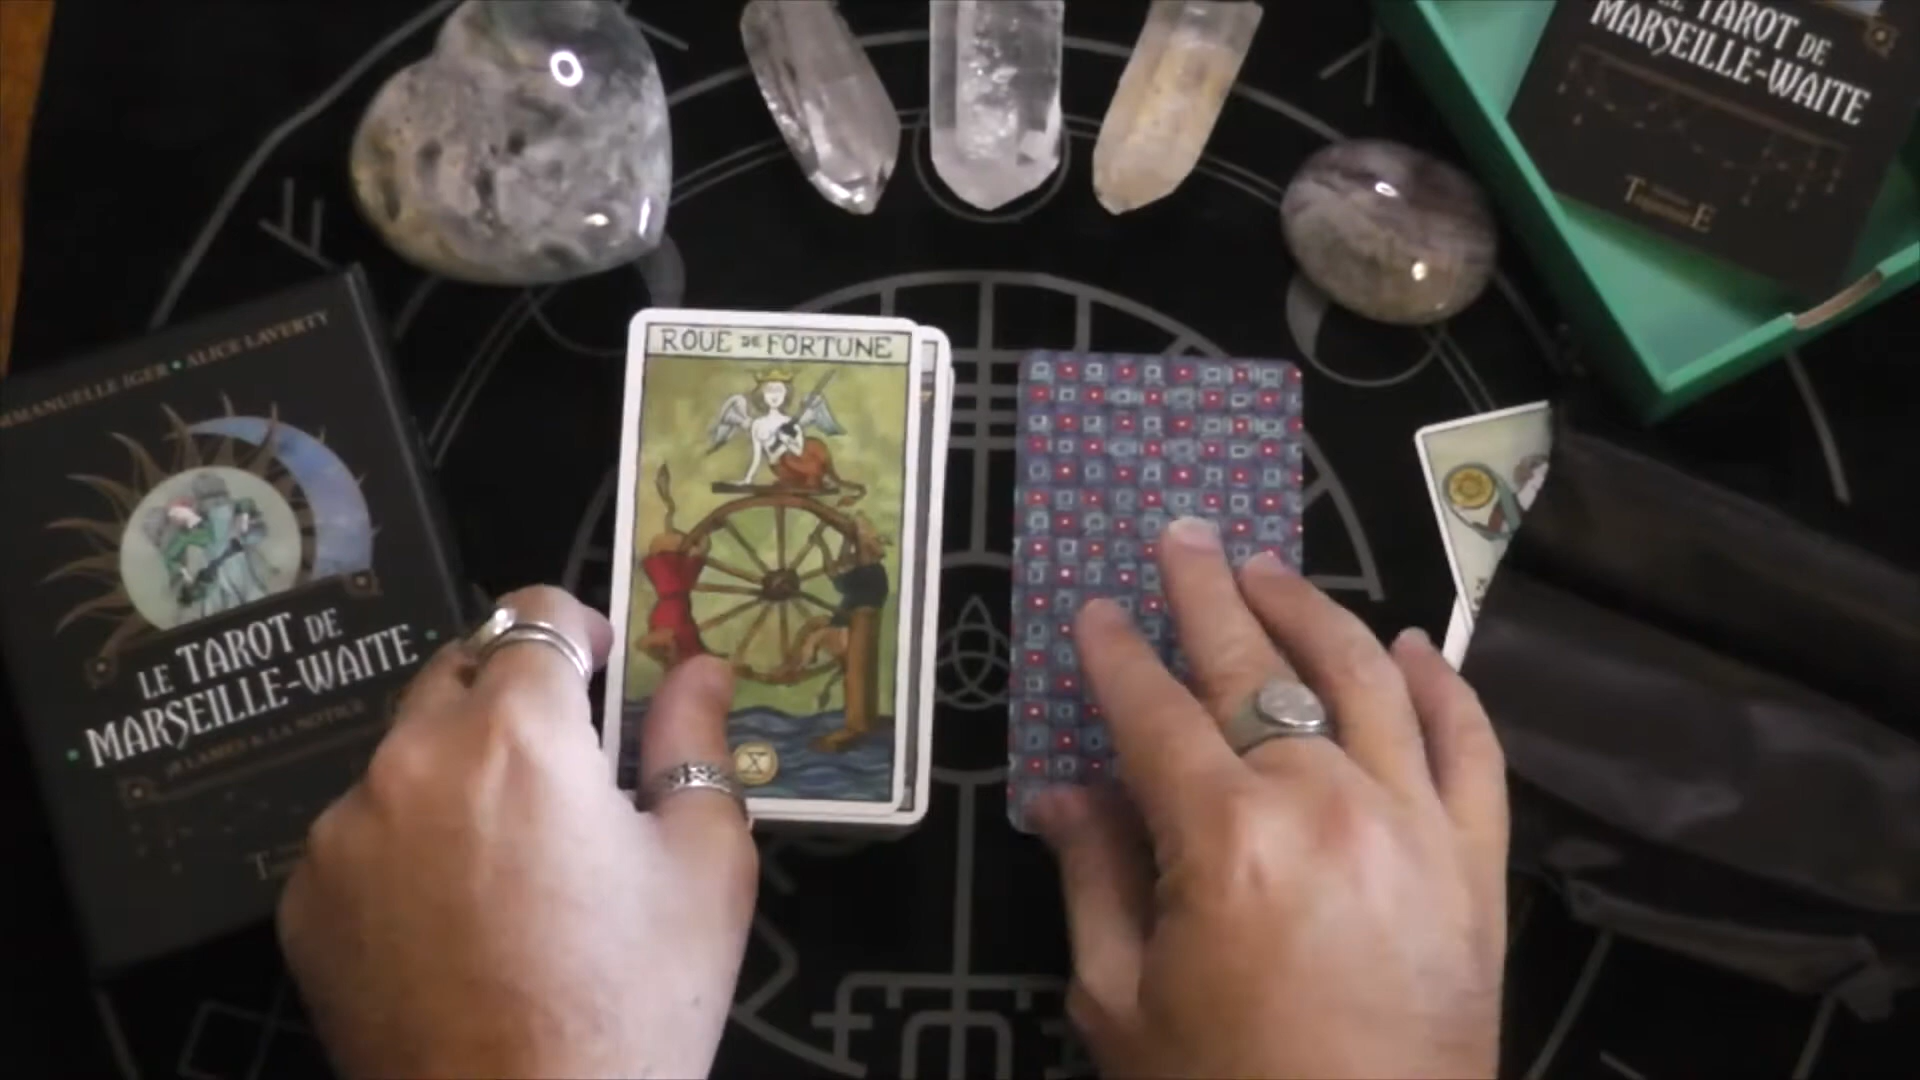 EMMANUELLE IGER • ALICE LAVERTY
LE TAROT DE
MARSEILLE-WAITE
ROUE DE FORTUNE
X
LE TAROT DE
MARSEILLE-WAITE